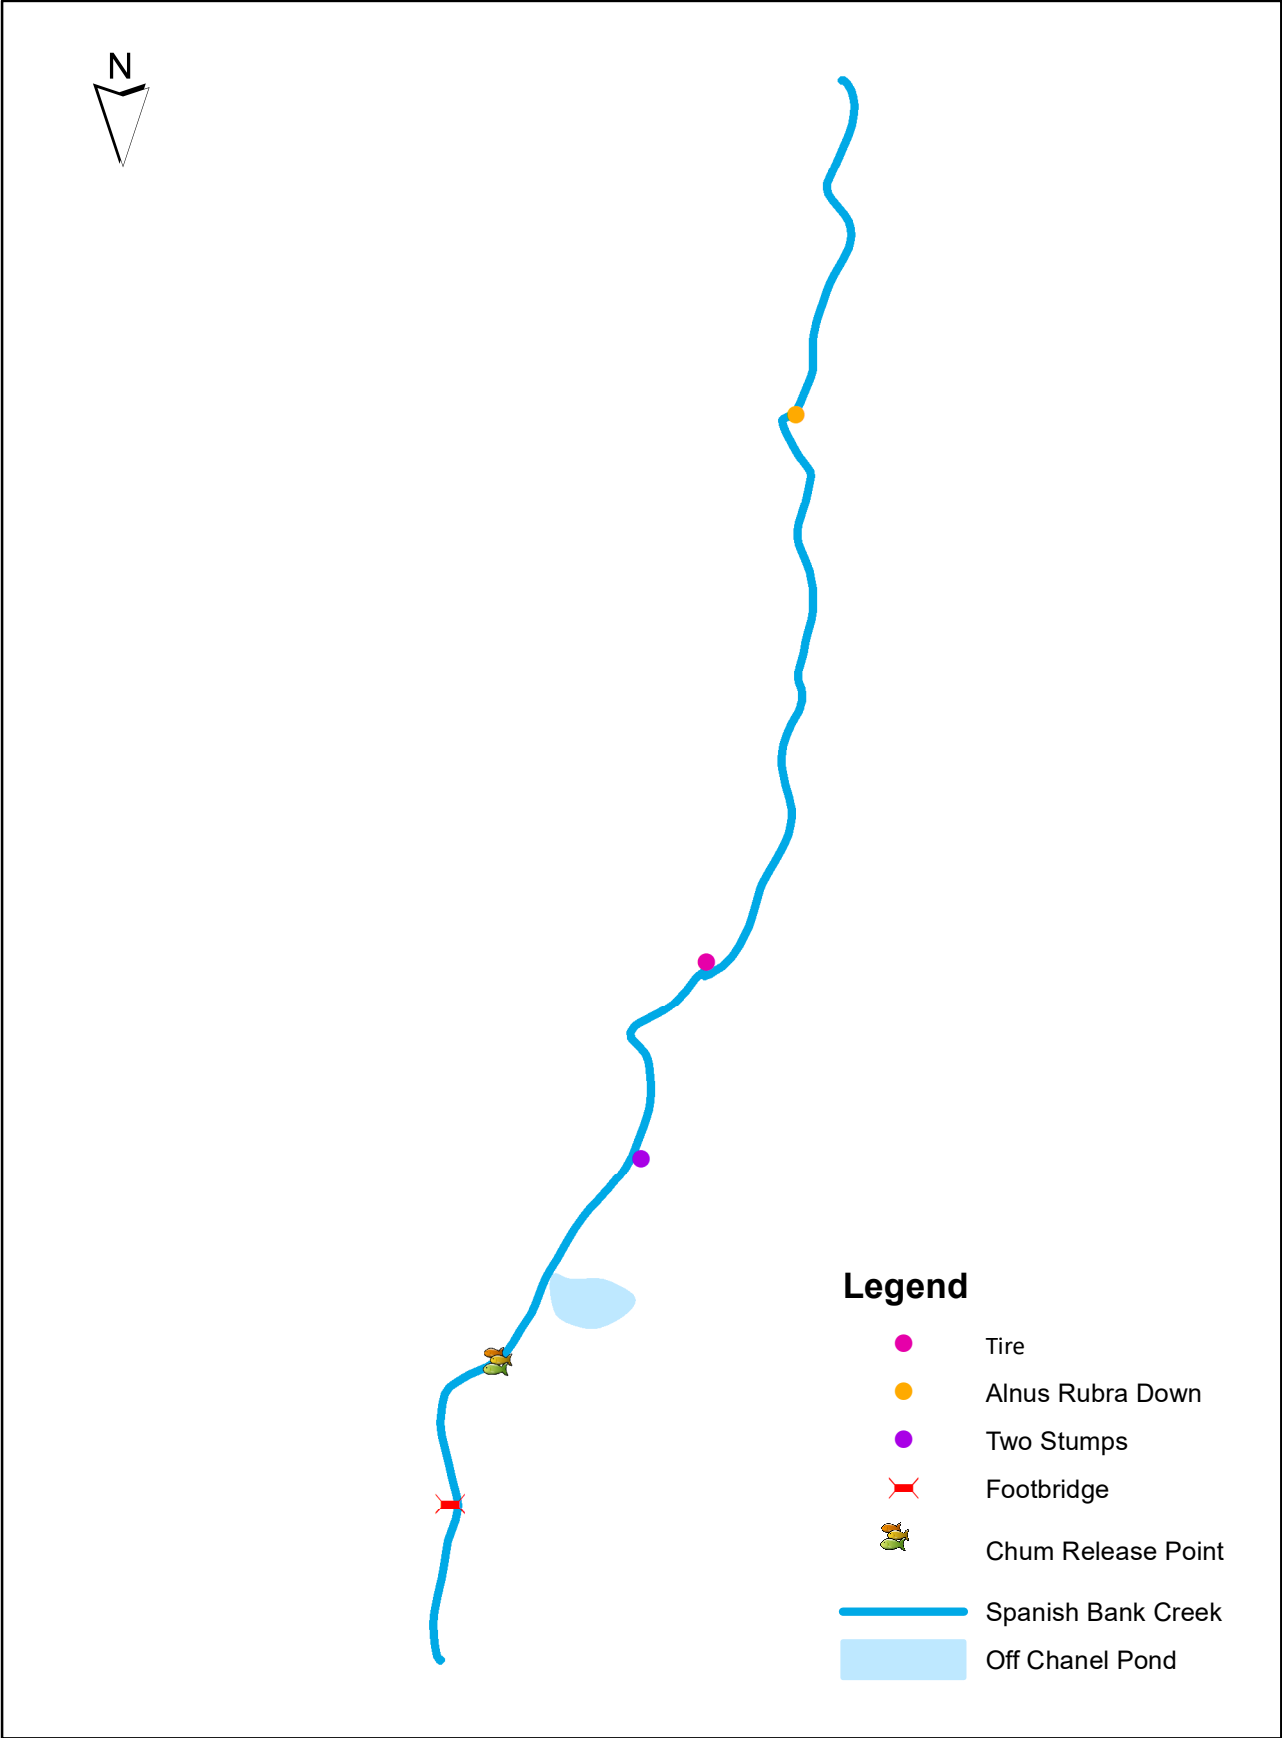 N
Legend
Tire
Alnus Rubra Down
Two Stumps
Footbridge
Chum Release Point
Spanish Bank Creek
Off Chanel Pond